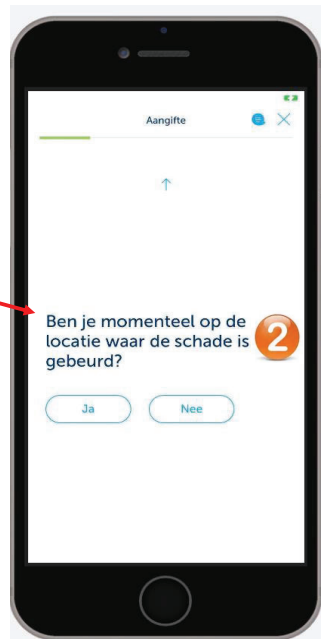 Aangifte
Ben je momenteel op de
locatie waar de schade is
gebeurd?
2
Ja
Nee